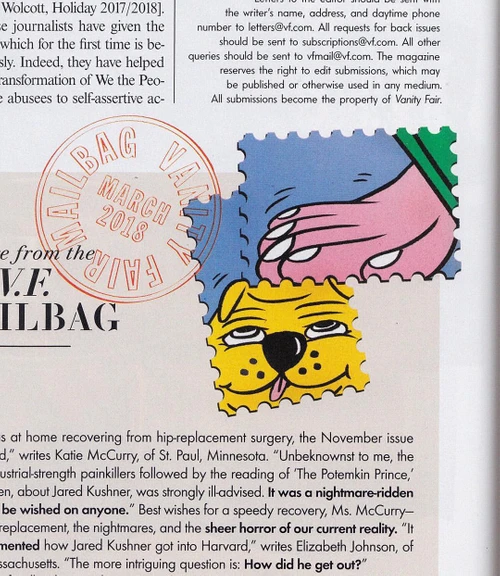 Wolcott, Holiday 2017/2018].
se journalists have given the
which for the first time is be-
sly. Indeed, they have helped
ransformation of We the Peo-
e abusees to self-assertive ac-
Letters to the editor should be sent with
the writer's name, address, and daytime phone
number to letters@vf.com. All requests for back issues
should be sent to subscriptions@vf.com. All other
queries should be sent to vfmail@vf.com. The magazine
reserves the right to edit submissions, which may
be published or otherwise used in any medium.
All submissions become the property of Vanity Fair.
VANITY FAIR MAILBAG
MARCH
2018
re from the
V.F.
ILBAG
s at home recovering from hip-replacement surgery, the November issue
d," writes Katie McCurry, of St. Paul, Minnesota. "Unbeknownst to me, the
ustrial-strength painkillers followed by the reading of 'The Potemkin Prince,'
en, about Jared Kushner, was strongly ill-advised. It was a nightmare-ridden
be wished on anyone." Best wishes for a speedy recovery, Ms. McCurry—
replacement, the nightmares, and the sheer horror of our current reality. "It
mented how Jared Kushner got into Harvard," writes Elizabeth Johnson, of
ssachusetts. "The more intriguing question is: How did he get out?"